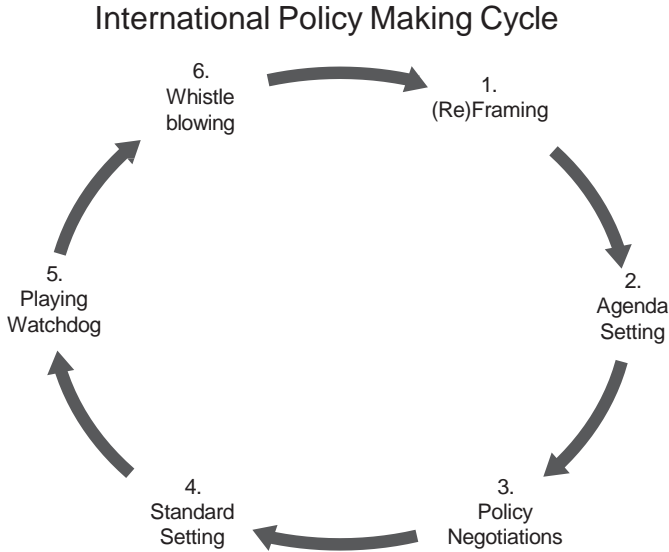 International Policy Making Cycle
1.
(Re)Framing
2.
Agenda
Setting
3.
Policy
Negotiations
4.
Standard
Setting
5.
Playing
Watchdog
6.
Whistle
blowing